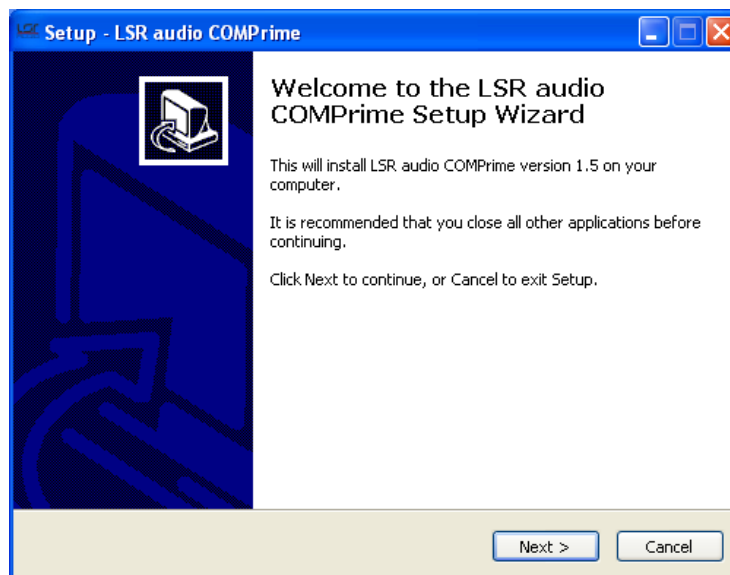 Setup - LSR audio COMPrime
Welcome to the LSR audio
COMPrime Setup Wizard
This will install LSR audio COMPrime version 1.5 on your
computer.
It is recommended that you close all other applications before
continuing.
Click Next to continue, or Cancel to exit Setup.
Next >
Cancel